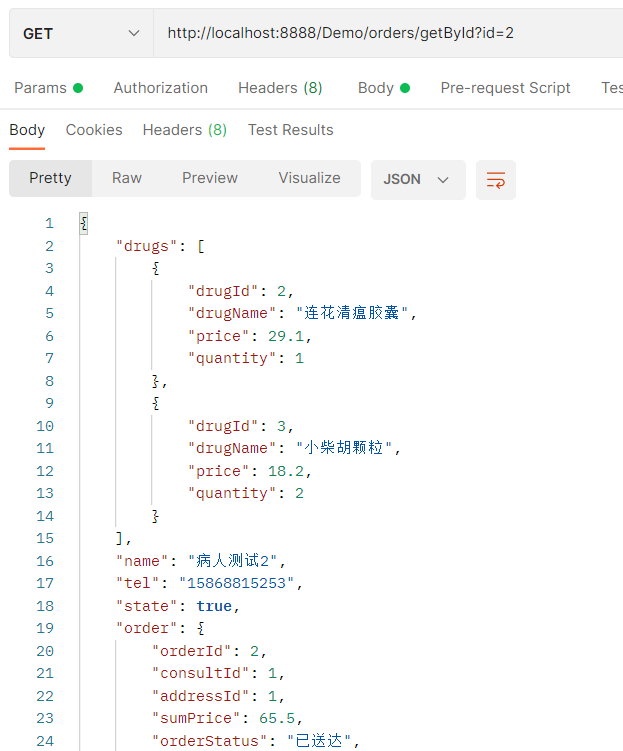 GET http://localhost:8888/Demo/orders/getById?id=2
Params Authorization Headers (8) Body Pre-request Script Tes
Body Cookies Headers (8) Test Results
Pretty Raw Preview Visualize JSON
1 {
2 "drugs": [
3 {
4 "drugId": 2,
5 "drugName": "连花清瘟胶囊",
6 "price": 29.1,
7 "quantity": 1
8 },
9 {
10 "drugId": 3,
11 "drugName": "小柴胡颗粒",
12 "price": 18.2,
13 "quantity": 2
14 }
15 ],
16 "name": "病人测试2",
17 "tel": "15868815253",
18 "state": true,
19 "order": {
20 "orderId": 2,
21 "consultId": 1,
22 "addressId": 1,
23 "sumPrice": 65.5,
24 "orderStatus": "已送达",